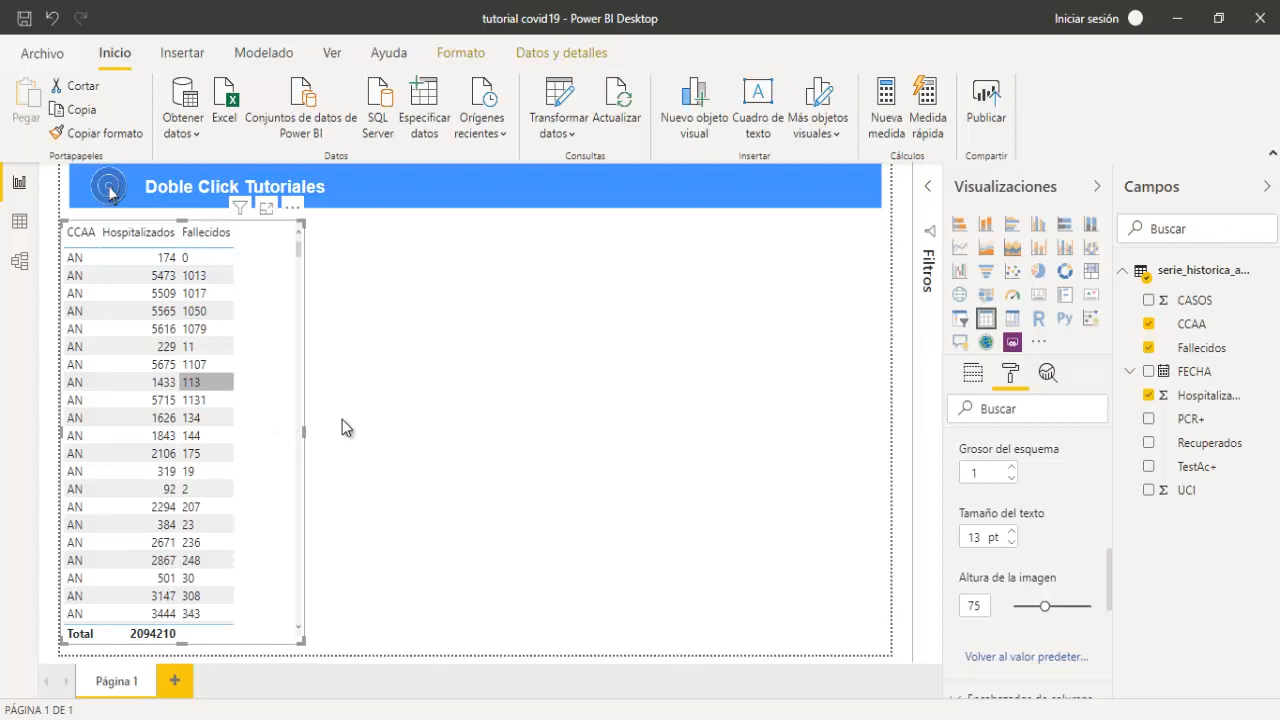 tutorial covid19 - Power BI Desktop
Iniciar sesión
Archivo Inicio Insertar Modelado Ver Ayuda Formato Datos y detalles
Pegar
Cortar
Copia
Copiar formato
Portapapeles
Obtener datos
Excel
Conjuntos de datos de Power BI
SQL Server
Especificar datos
Orígenes recientes
Datos
Transformar datos
Actualizar
Consultas
Nuevo objeto visual
Cuadro de texto
Más objetos visuales
Insertar
Nueva medida
Medida rápida
Cálculos
Publicar
Compartir
Doble Click Tutoriales
CCAA Hospitalizados Fallecidos
AN 174 0
AN 5473 1013
AN 5509 1017
AN 5565 1050
AN 5616 1079
AN 229 11
AN 5675 1107
AN 1433 113
AN 5715 1131
AN 1626 134
AN 1843 144
AN 2106 175
AN 319 19
AN 92 2
AN 2294 207
AN 384 23
AN 2671 236
AN 2867 248
AN 501 30
AN 3147 308
AN 3444 343
Total 2094210
Filtros
Visualizaciones
R Py
Buscar
Grosor del esquema
1
Tamaño del texto
13 pt
Altura de la imagen
75
Volver al valor predeter...
Campos
Buscar
serie_historica_a...
CASOS
CCAA
Fallecidos
FECHA
Hospitaliza...
PCR+
Recuperados
TestAc+
UCI
Página 1
PÁGINA 1 DE 1